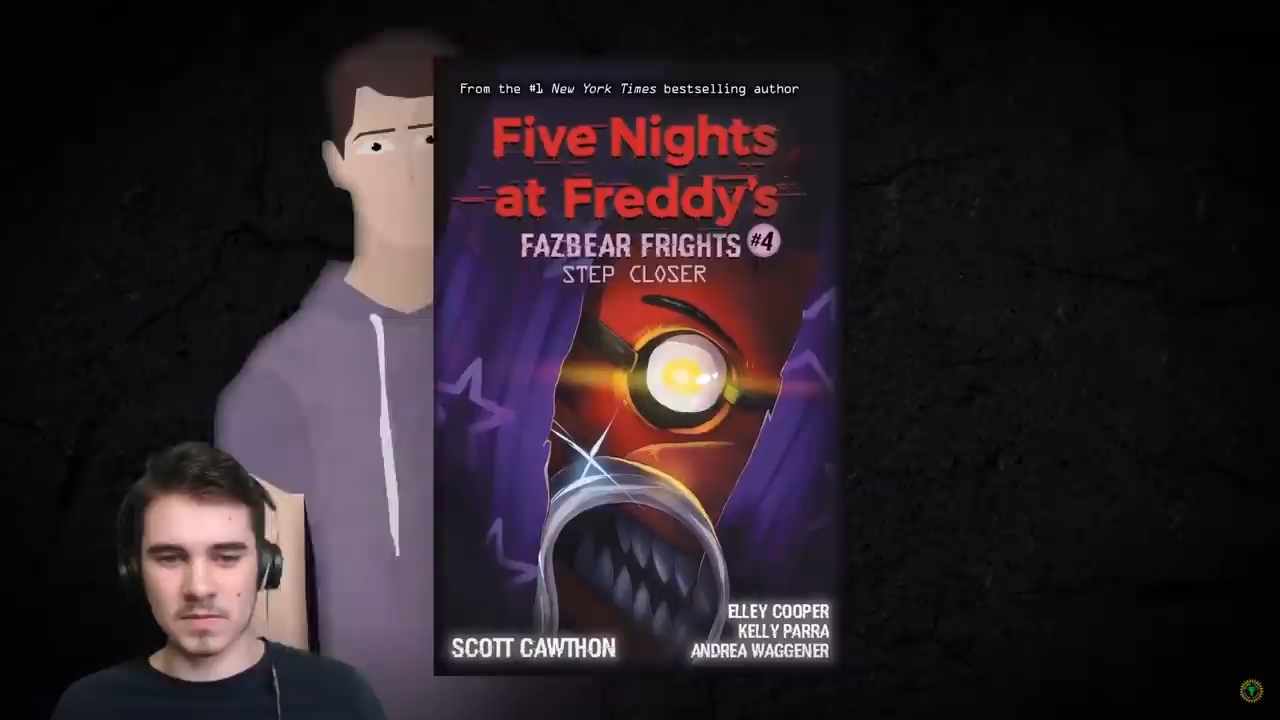 From the #1 New York Times bestselling author
Five Nights
at Freddy's
FAZBEAR FRIGHTS #4
STEP CLOSER
ELLEY COOPER
KELLY PARRA
SCOTT CAWTHON
ANDREA WAGGENER